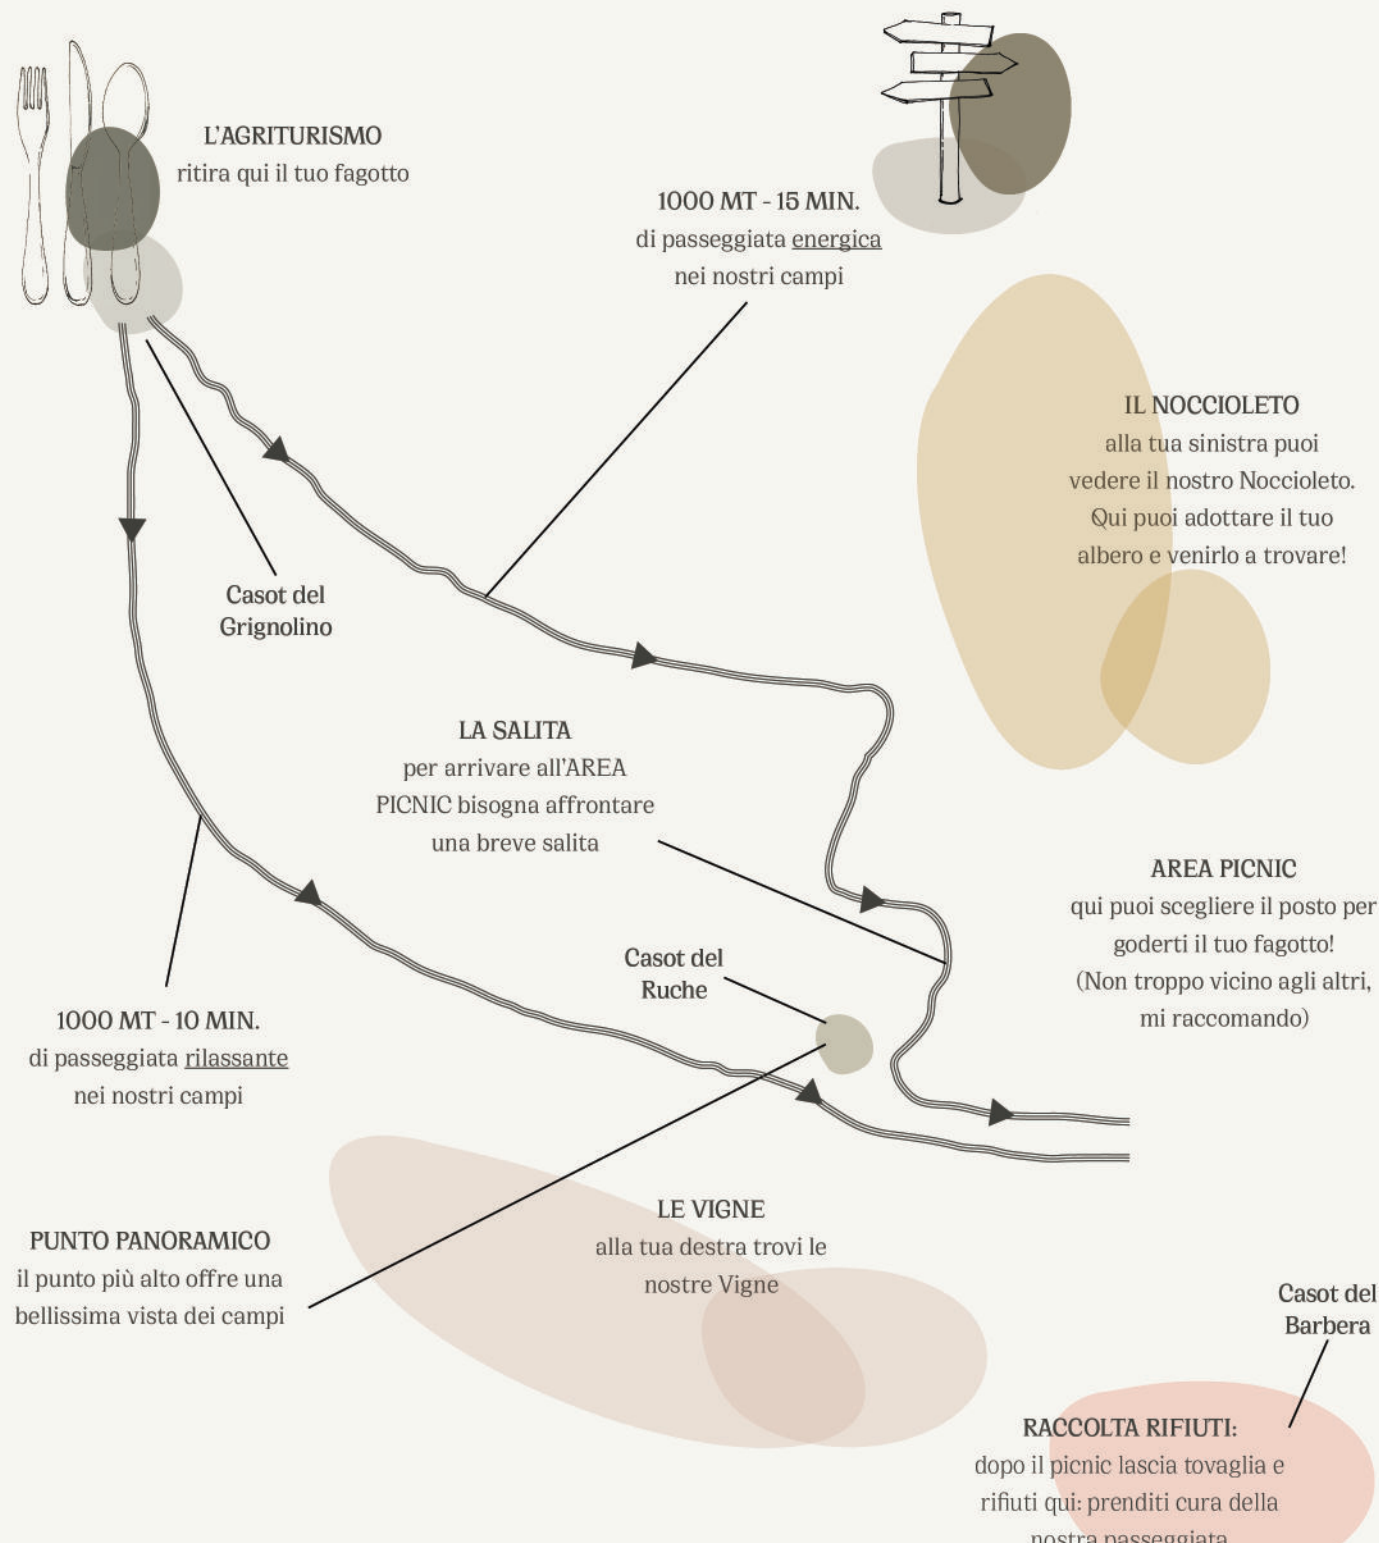 L'AGRITURISMO
ritira qui il tuo fagotto
1000 MT - 15 MIN.
di passeggiata energica
nei nostri campi
IL NOCCIOLETO
alla tua sinistra puoi
vedere il nostro Noccioleto.
Qui puoi adottare il tuo
albero e venirlo a trovare!
Casot del
Grignolino
LA SALITA
per arrivare all'AREA
PICNIC bisogna affrontare
una breve salita
AREA PICNIC
qui puoi scegliere il posto per
goderti il tuo fagotto!
(Non troppo vicino agli altri,
mi raccomando)
Casot del
Ruche
1000 MT - 10 MIN.
di passeggiata rilassante
nei nostri campi
LE VIGNE
alla tua destra trovi le
nostre Vigne
PUNTO PANORAMICO
il punto più alto offre una
bellissima vista dei campi
Casot del
Barbera
RACCOLTA RIFIUTI:
dopo il picnic lascia tovaglia e
rifiuti qui: prenditi cura della
nostra passeggiata